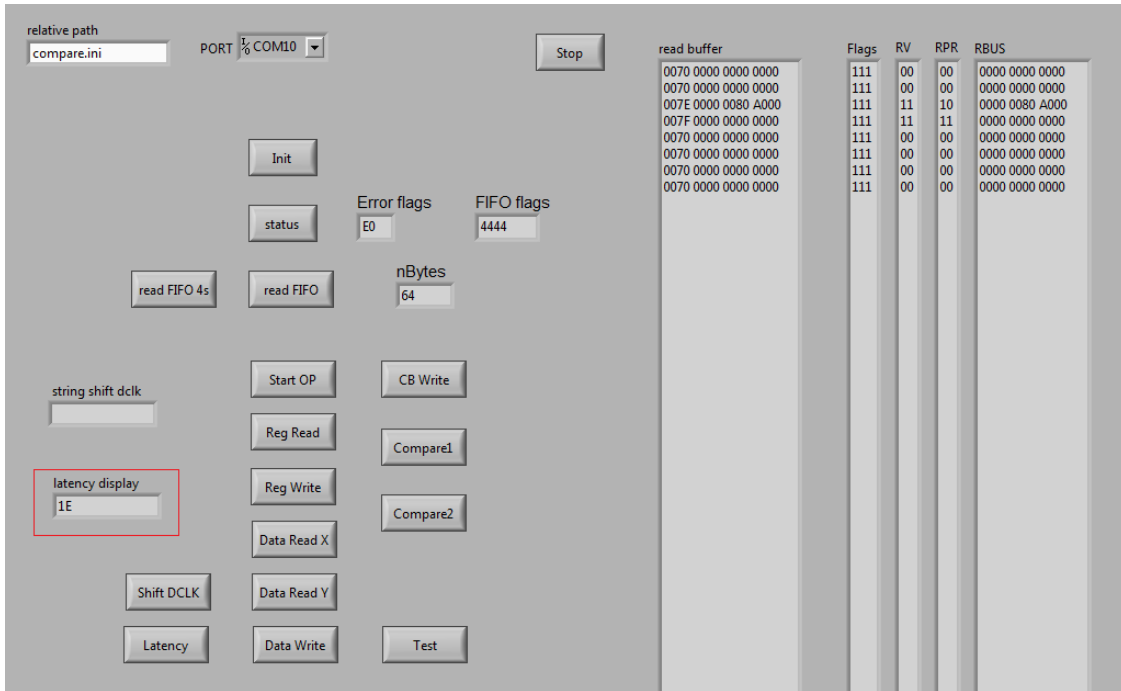 relative path
compare.ini
PORT
COM10
Stop
Init
status
Error flags
E0
FIFO flags
4444
read FIFO 4s
read FIFO
nBytes
64
Start OP
CB Write
string shift dclk
Reg Read
Compare1
latency display
1E
Reg Write
Compare2
Data Read X
Shift DCLK
Data Read Y
Latency
Data Write
Test
read buffer Flags RV RPR RBUS
0070 0000 0000 0000 111 00 00 0000 0000 0000
0070 0000 0000 0000 111 00 00 0000 0000 0000
007E 0000 0080 A000 111 11 10 0000 0080 A000
007F 0000 0000 0000 111 11 11 0000 0000 0000
0070 0000 0000 0000 111 00 00 0000 0000 0000
0070 0000 0000 0000 111 00 00 0000 0000 0000
0070 0000 0000 0000 111 00 00 0000 0000 0000
0070 0000 0000 0000 111 00 00 0000 0000 0000